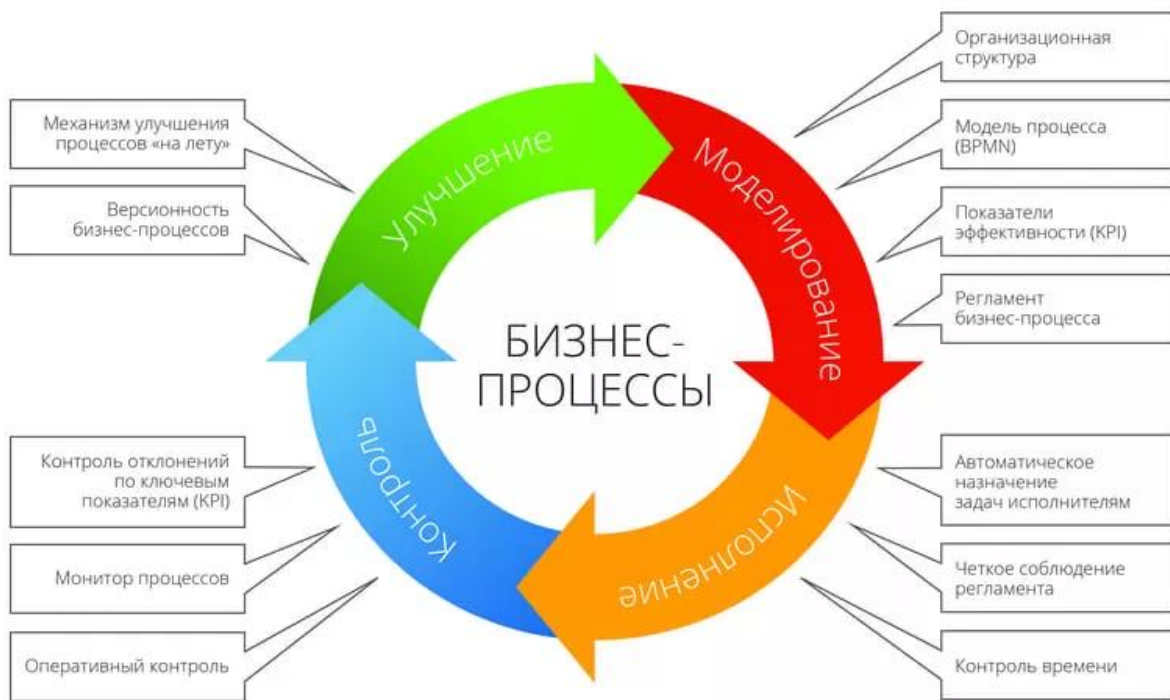 Механизм улучшения
процессов «на лету»
Версионность
бизнес-процессов
Улучшение
Моделирование
Организационная
структура
Модель процесса
(BPMN)
Показатели
эффективности (KPI)
Регламент
бизнес-процесса
БИЗНЕС-
ПРОЦЕССЫ
Контроль
Исполнение
Контроль отклонений
по ключевым
показателям (KPI)
Монитор процессов
Оперативный контроль
Автоматическое
назначение
задач исполнителям
Четкое соблюдение
регламента
Контроль времени